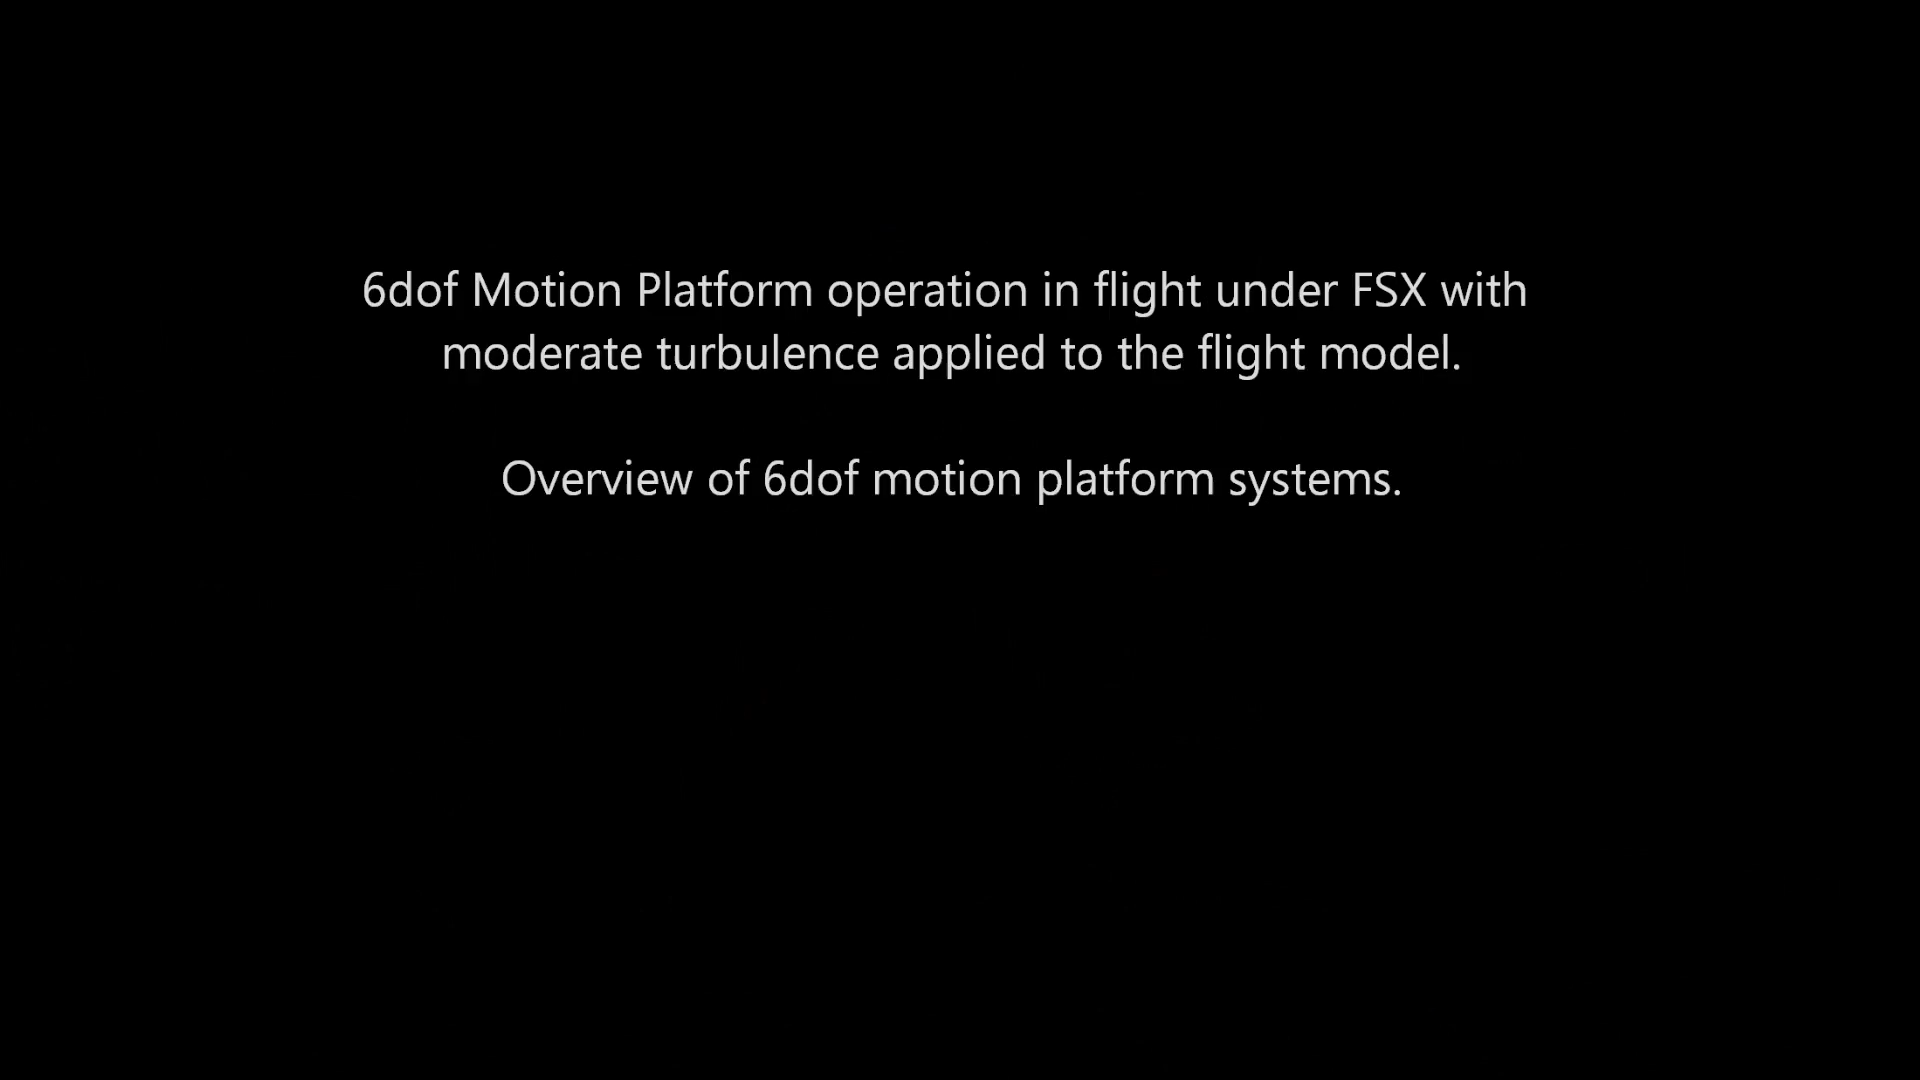 6dof Motion Platform operation in flight under FSX with
moderate turbulence applied to the flight model.
Overview of 6dof motion platform systems.